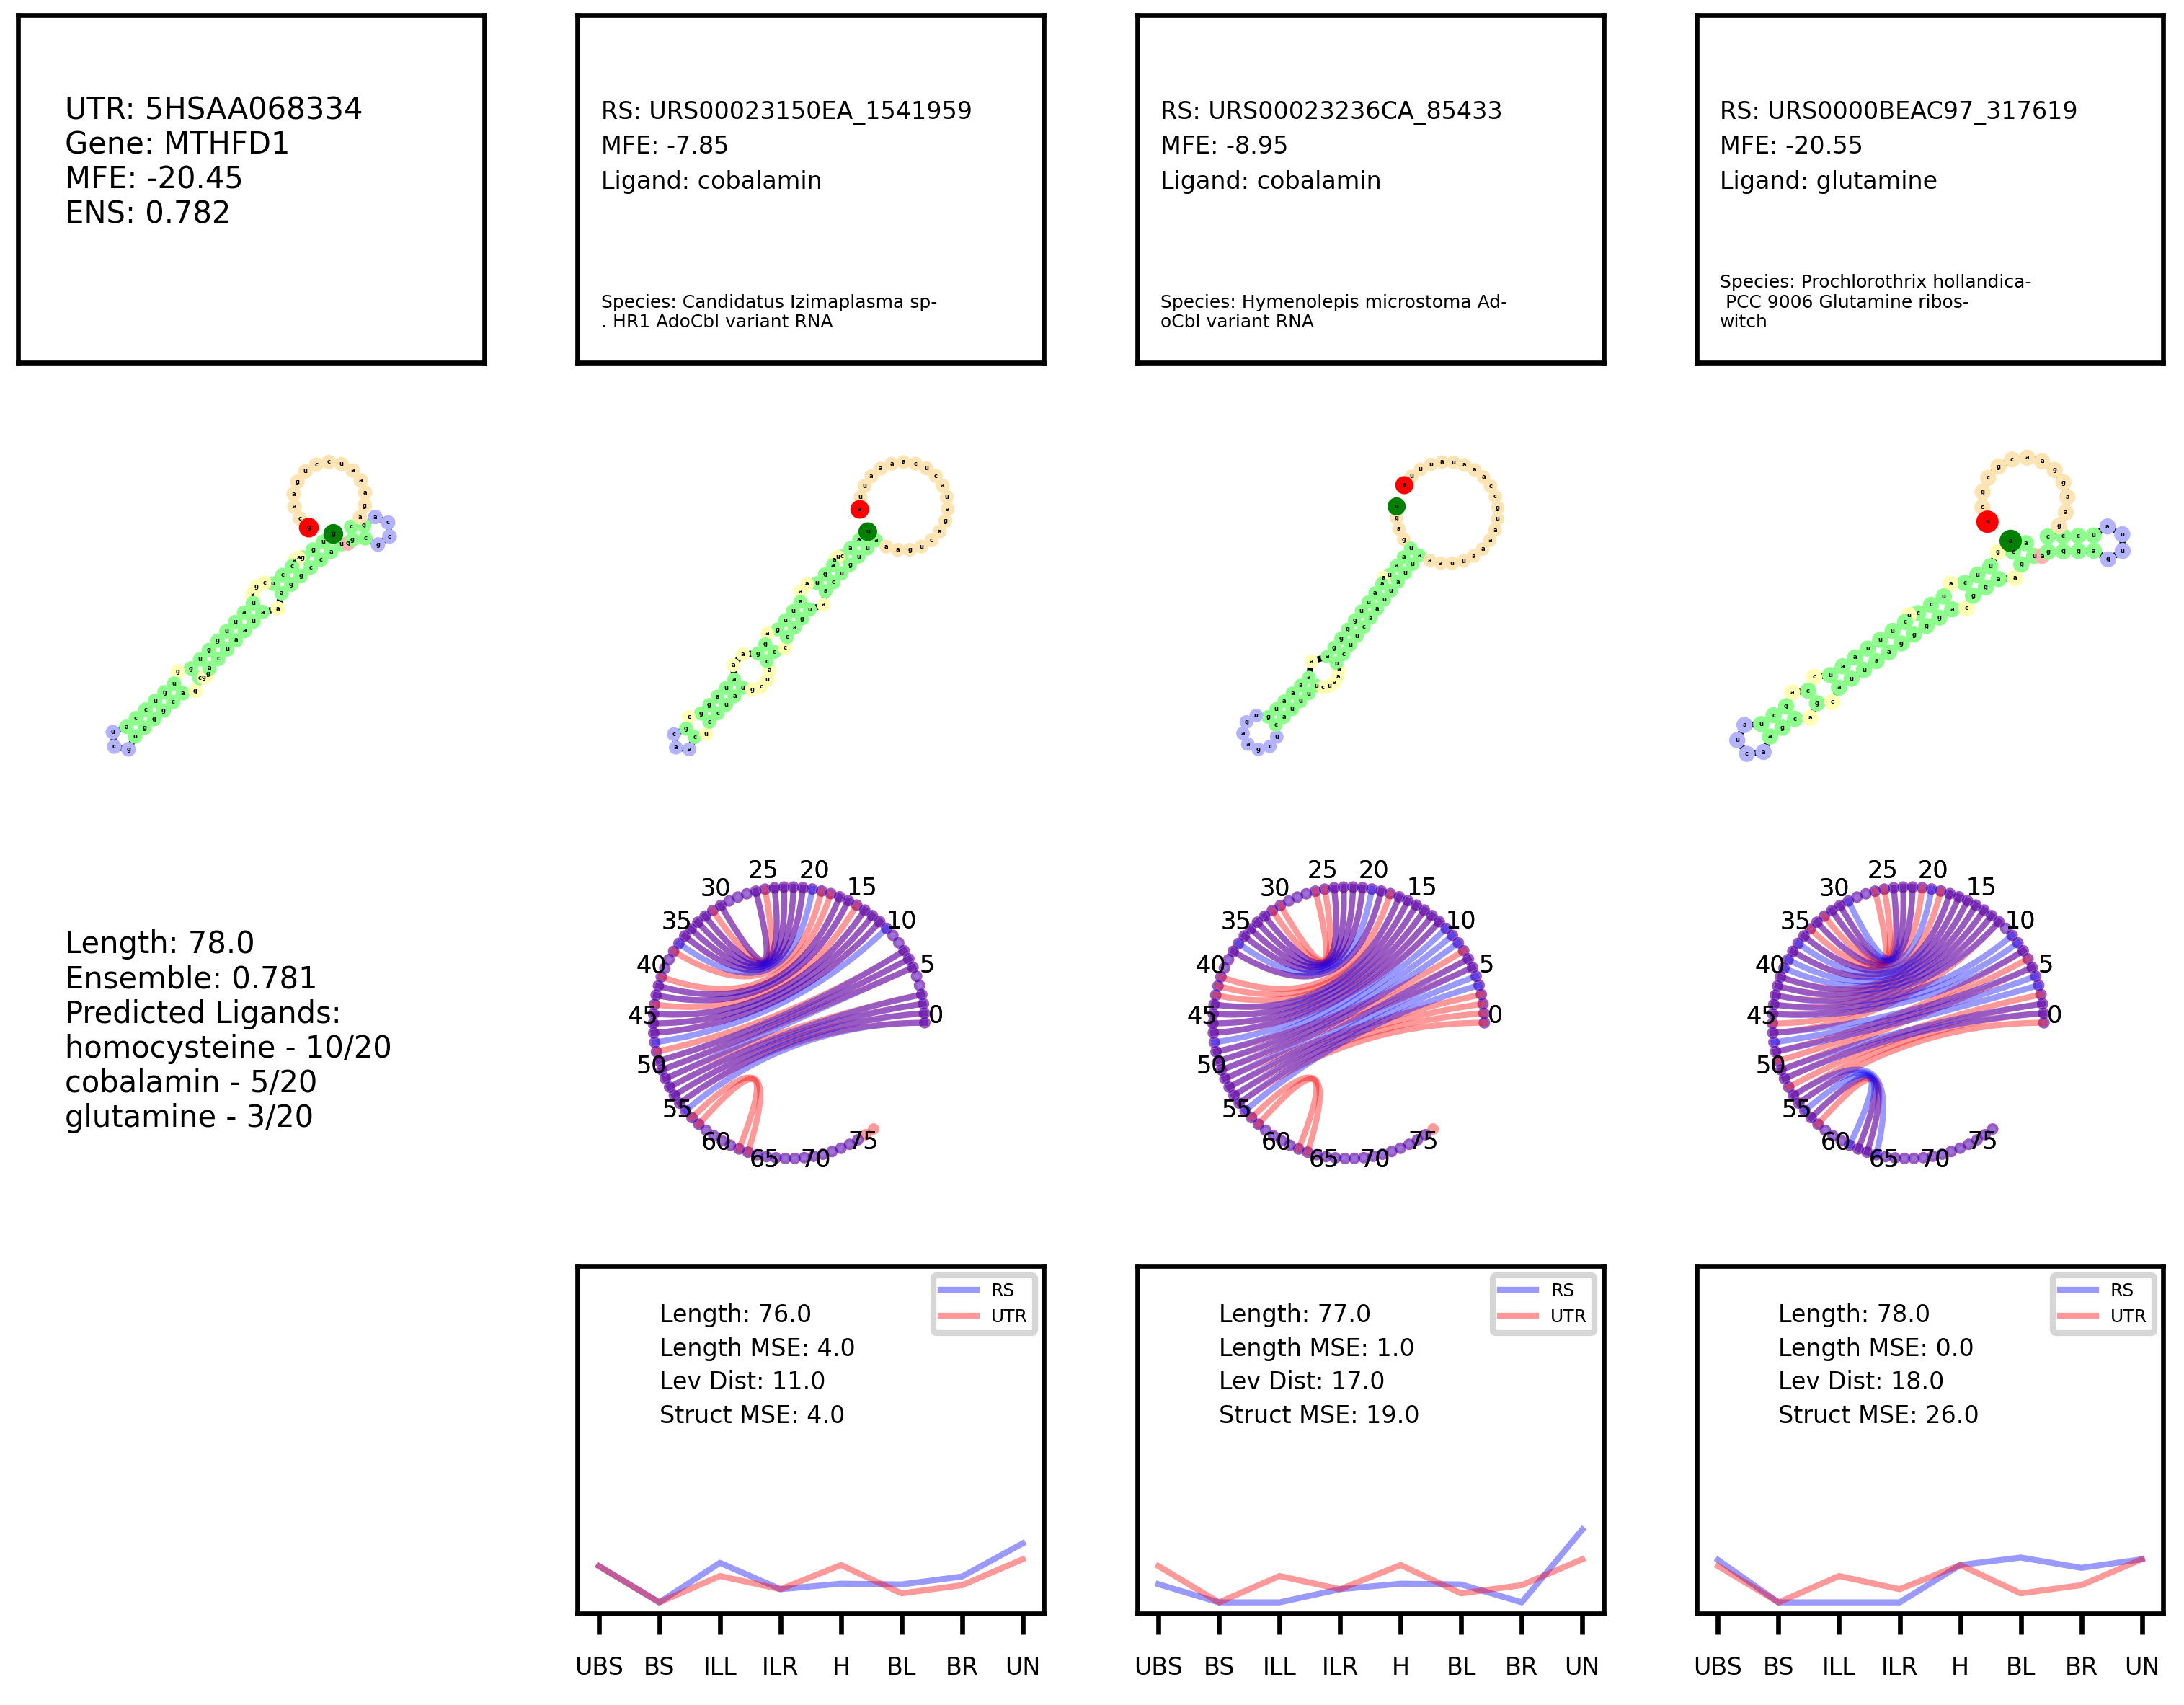 UTR: 5HSAA068334
Gene: MTHFD1
MFE: -20.45
ENS: 0.782
RS: URS00023150EA_1541959
MFE: -7.85
Ligand: cobalamin
Species: Candidatus Izimaplasma sp-
. HR1 AdoCbl variant RNA
RS: URS00023236CA_85433
MFE: -8.95
Ligand: cobalamin
Species: Hymenolepis microstoma Ad-
oCbl variant RNA
RS: URS0000BEAC97_317619
MFE: -20.55
Ligand: glutamine
Species: Prochlorothrix hollandica-
PCC 9006 Glutamine ribos-
witch
Length: 78.0
Ensemble: 0.781
Predicted Ligands:
homocysteine - 10/20
cobalamin - 5/20
glutamine - 3/20
0 5 10 15 20 25 30 35 40 45 50 55 60 65 70 75
0 5 10 15 20 25 30 35 40 45 50 55 60 65 70 75
0 5 10 15 20 25 30 35 40 45 50 55 60 65 70 75
RS
UTR
Length: 76.0
Length MSE: 4.0
Lev Dist: 11.0
Struct MSE: 4.0
UBS BS ILL ILR H BL BR UN
RS
UTR
Length: 77.0
Length MSE: 1.0
Lev Dist: 17.0
Struct MSE: 19.0
UBS BS ILL ILR H BL BR UN
RS
UTR
Length: 78.0
Length MSE: 0.0
Lev Dist: 18.0
Struct MSE: 26.0
UBS BS ILL ILR H BL BR UN